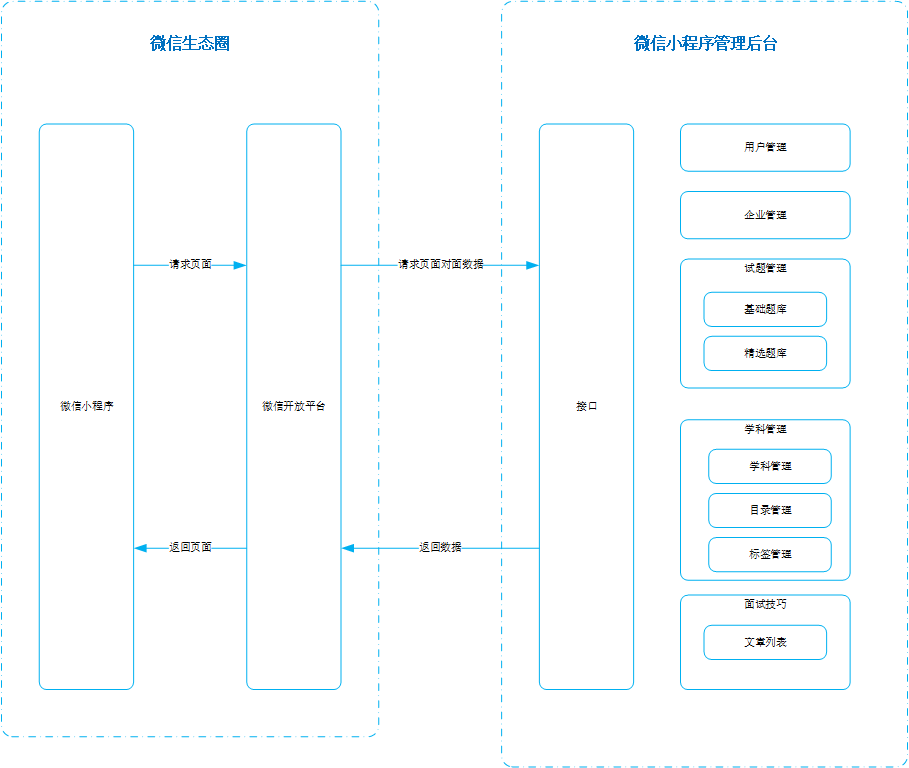 微信生态圈
微信小程序管理后台
微信小程序
请求页面
返回页面
微信开放平台
请求页面对面数据
返回数据
接口
用户管理
企业管理
试题管理
基础题库
精选题库
学科管理
学科管理
目录管理
标签管理
面试技巧
文章列表